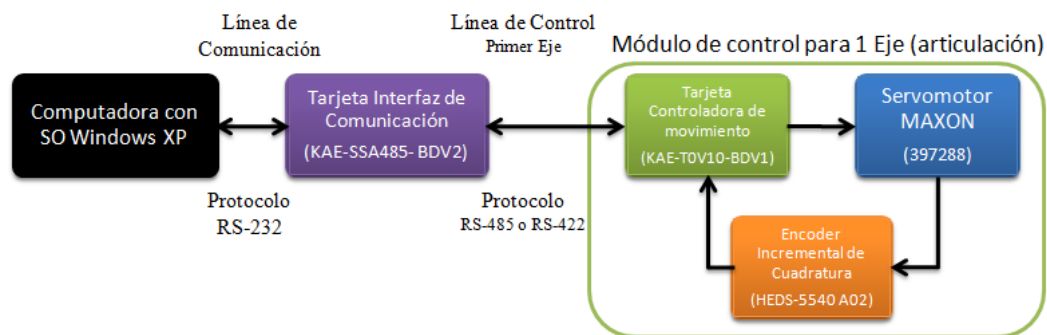 Línea de
Comunicación
Línea de Control
Primer Eje
Módulo de control para 1 Eje (articulación)
Computadora con
SO Windows XP
Tarjeta Interfaz de
Comunicación
(KAE-SSA485- BDV2)
Tarjeta
Controladora de
movimiento
(KAE-T0V10-BDV1)
Servomotor
MAXON
(397288)
Protocolo
RS-232
Protocolo
RS-485 o RS-422
Encoder
Incremental de
Cuadratura
(HEDS-5540 A02)